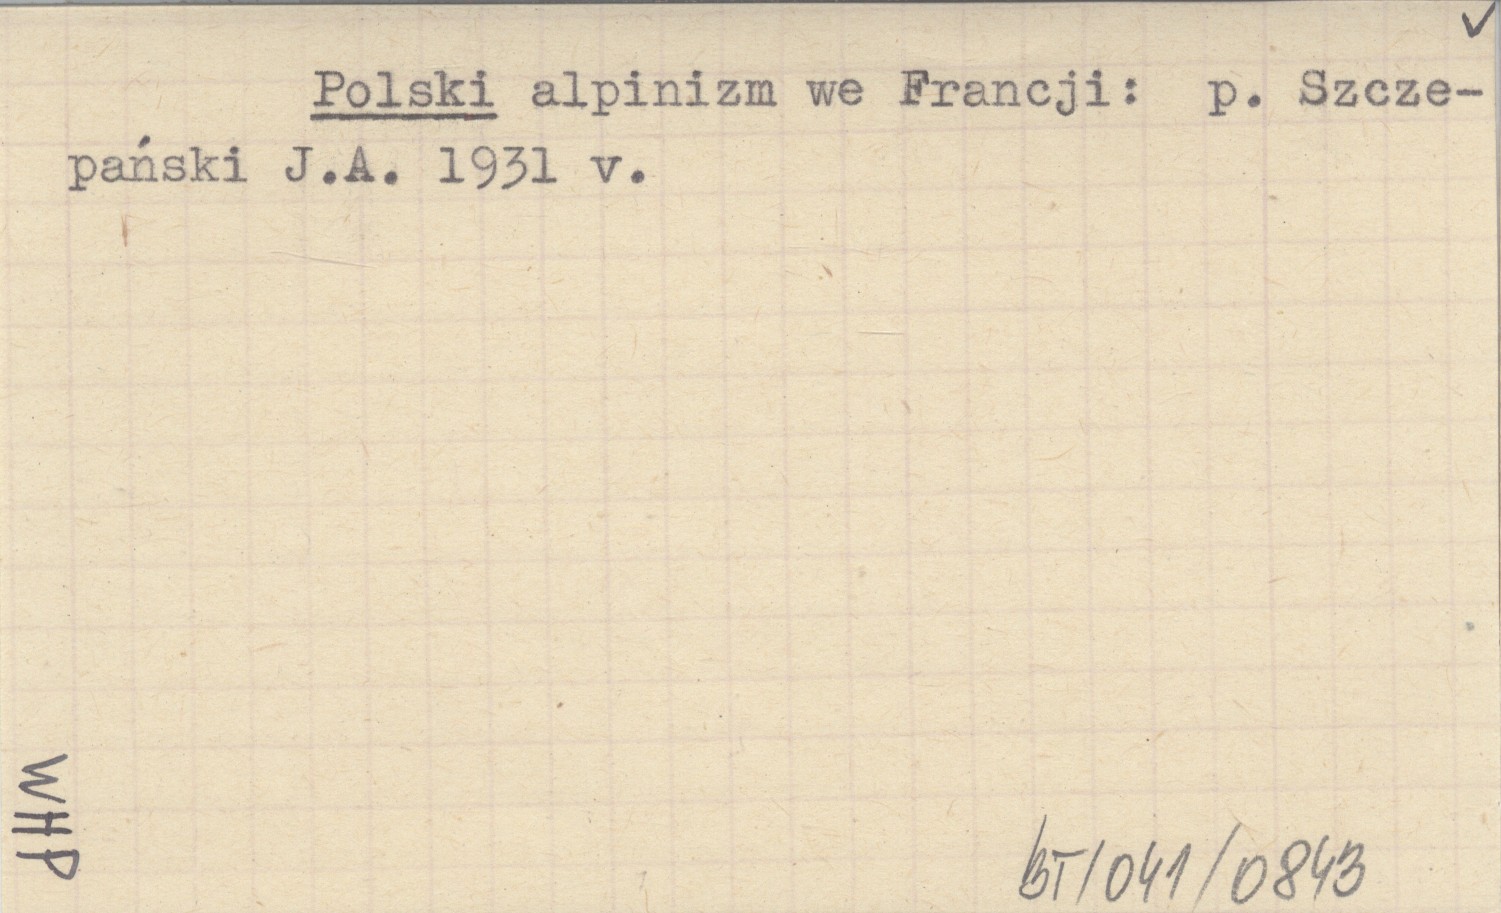 ✓
Polski alpinizm we Francji: p. Szcze-
pański J.A. 1931 v.
WHP
BT/041/0843